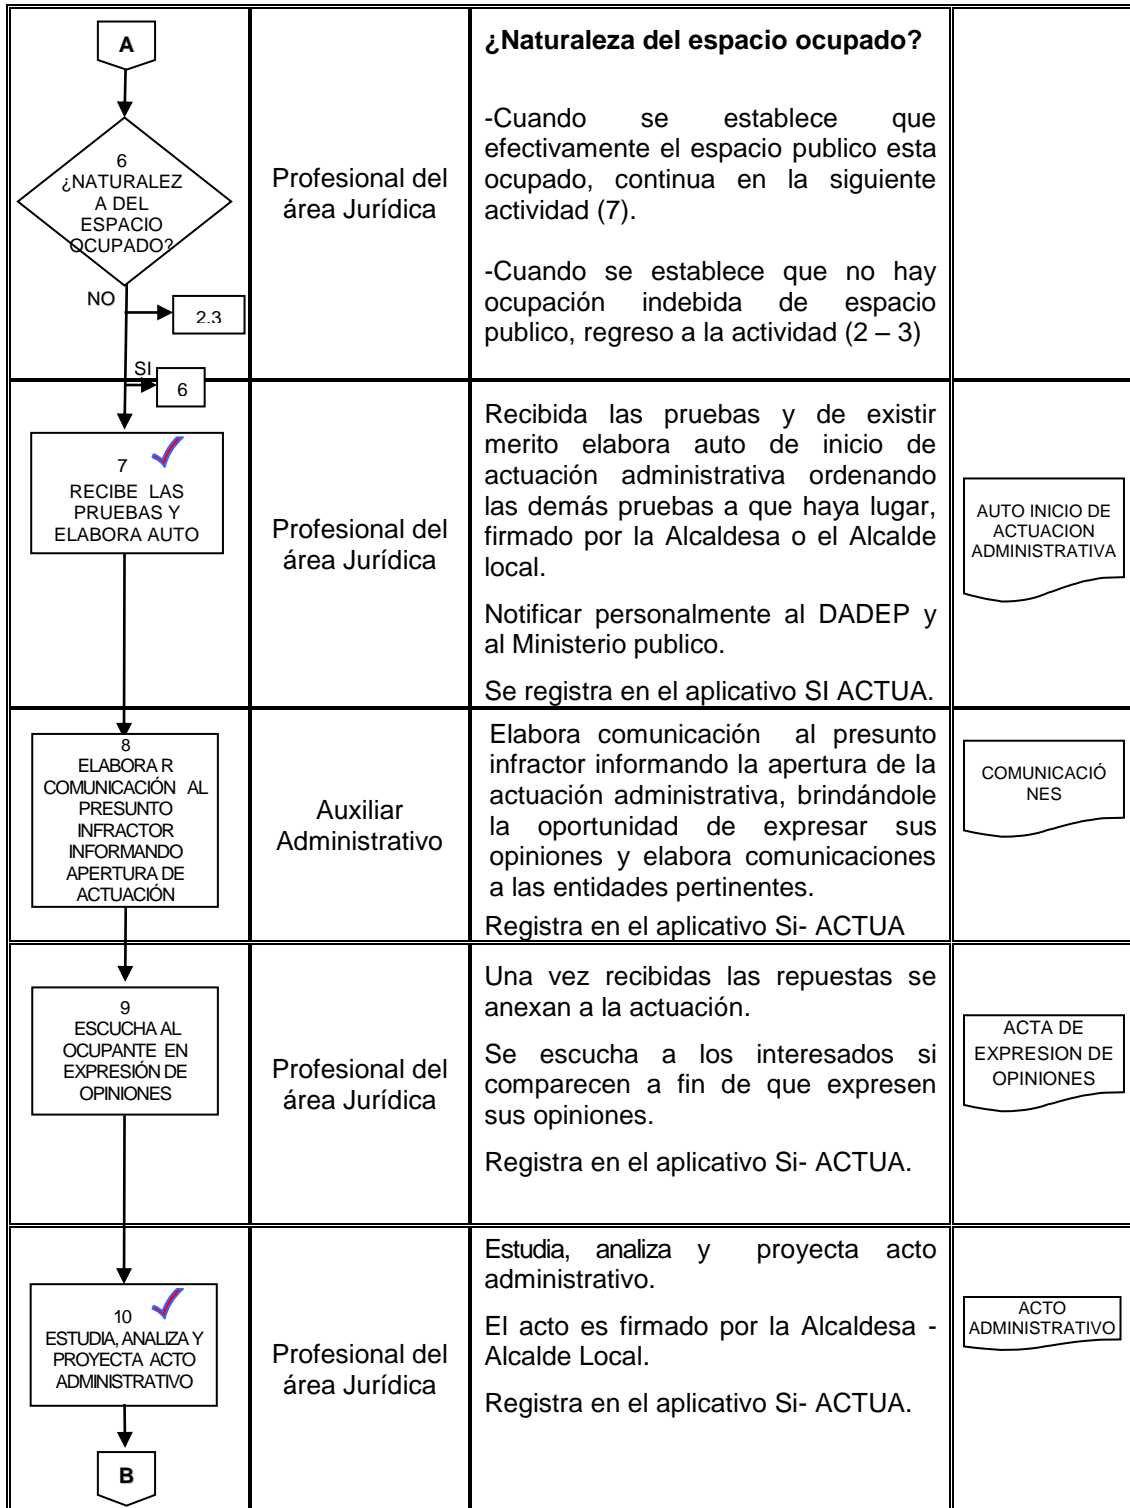 A
6
¿NATURALEZ
A DEL
ESPACIO
OCUPADO?
NO
2.3
SI
6
Profesional del
área Jurídica
¿Naturaleza del espacio ocupado?
-Cuando se establece que
efectivamente el espacio publico esta
ocupado, continua en la siguiente
actividad (7).
-Cuando se establece que no hay
ocupación indebida de espacio
publico, regreso a la actividad (2 – 3)
7
RECIBE LAS
PRUEBAS Y
ELABORA AUTO
Profesional del
área Jurídica
Recibida las pruebas y de existir
merito elabora auto de inicio de
actuación administrativa ordenando
las demás pruebas a que haya lugar,
firmado por la Alcaldesa o el Alcalde
local.
Notificar personalmente al DADEP y
al Ministerio publico.
Se registra en el aplicativo SI ACTUA.
AUTO INICIO DE
ACTUACION
ADMINISTRATIVA
8
ELABORA R
COMUNICACIÓN AL
PRESUNTO
INFRACTOR
INFORMANDO
APERTURA DE
ACTUACIÓN
Auxiliar
Administrativo
Elabora comunicación al presunto
infractor informando la apertura de la
actuación administrativa, brindándole
la oportunidad de expresar sus
opiniones y elabora comunicaciones
a las entidades pertinentes.
Registra en el aplicativo Si- ACTUA
COMUNICACIÓ
NES
9
ESCUCHA AL
OCUPANTE EN
EXPRESIÓN DE
OPINIONES
Profesional del
área Jurídica
Una vez recibidas las repuestas se
anexan a la actuación.
Se escucha a los interesados si
comparecen a fin de que expresen
sus opiniones.
Registra en el aplicativo Si- ACTUA.
ACTA DE
EXPRESION DE
OPINIONES
10
ESTUDIA, ANALIZA Y
PROYECTA ACTO
ADMINISTRATIVO
Profesional del
área Jurídica
Estudia, analiza y proyecta acto
administrativo.
El acto es firmado por la Alcaldesa -
Alcalde Local.
Registra en el aplicativo Si- ACTUA.
ACTO
ADMINISTRATIVO
B